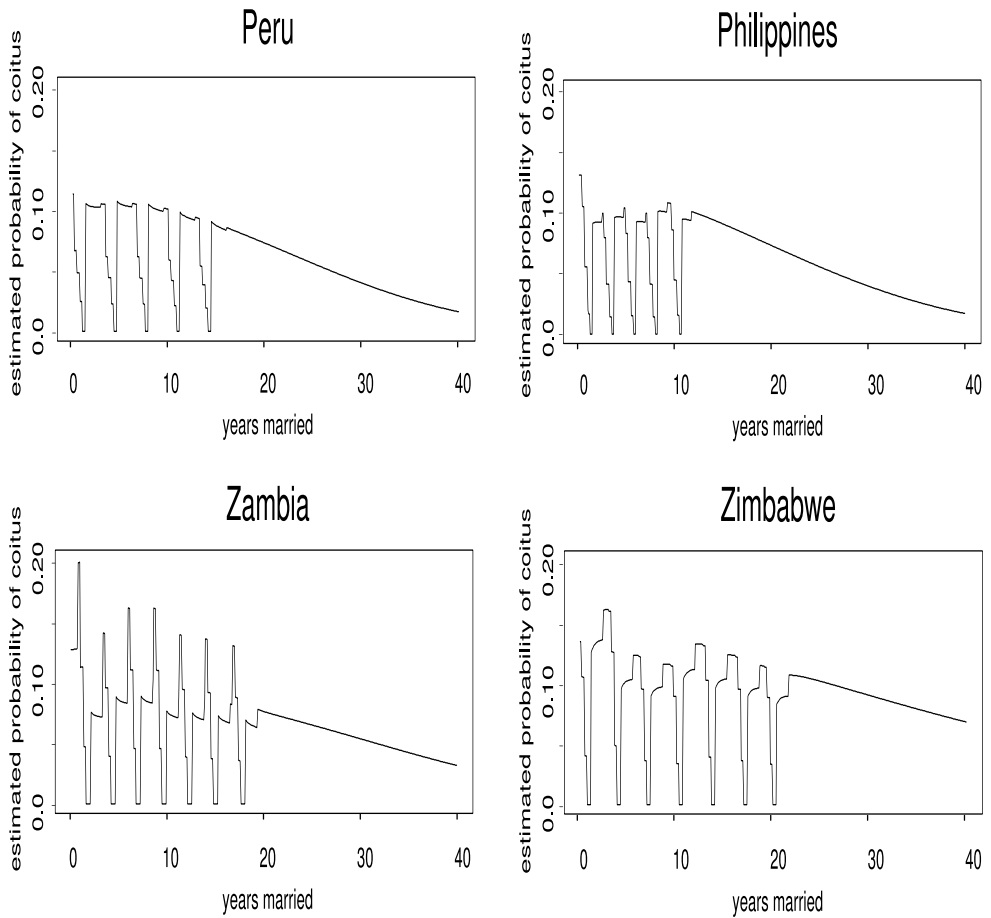 Peru
estimated probability of coitus
0.20
0.10
0.0
0 10 20 30 40
years married
Philippines
estimated probability of coitus
0.20
0.10
0.0
0 10 20 30 40
years married
Zambia
estimated probability of coitus
0.20
0.10
0.0
0 10 20 30 40
years married
Zimbabwe
estimated probability of coitus
0.20
0.10
0.0
0 10 20 30 40
years married